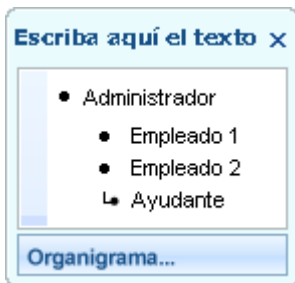 Escriba aquí el texto
Administrador
Empleado 1
Empleado 2
Ayudante
Organigrama...